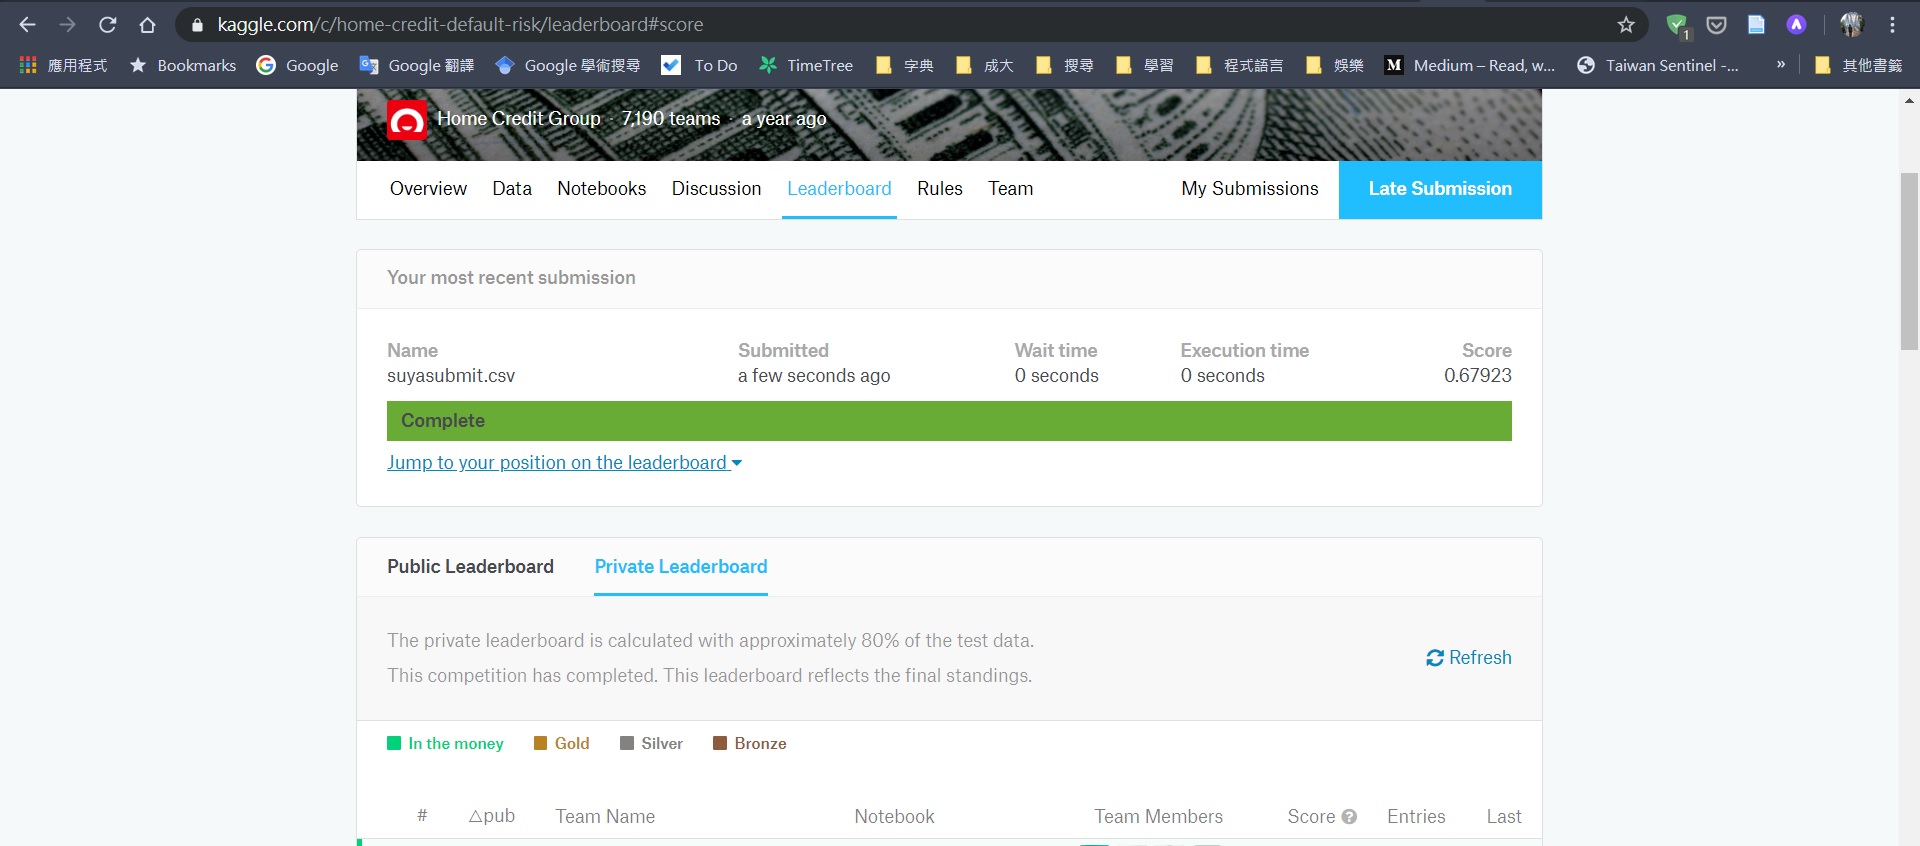 kaggle.com/c/home-credit-default-risk/leaderboard#score
1
應用程式 Bookmarks Google Google 翻譯 Google 學術搜尋 To Do TimeTree 字典 成大 搜尋 學習 程式語言 娛樂 M Medium – Read, w... Taiwan Sentinel -... » 其他書籤
Home Credit Group · 7,190 teams · a year ago
Overview Data Notebooks Discussion Leaderboard Rules Team My Submissions Late Submission
Your most recent submission
Name Submitted Wait time Execution time Score
suyasubmit.csv a few seconds ago 0 seconds 0 seconds 0.67923
Complete
Jump to your position on the leaderboard
Public Leaderboard Private Leaderboard
The private leaderboard is calculated with approximately 80% of the test data.
This competition has completed. This leaderboard reflects the final standings.
Refresh
In the money Gold Silver Bronze
# △pub Team Name Notebook Team Members Score ? Entries Last